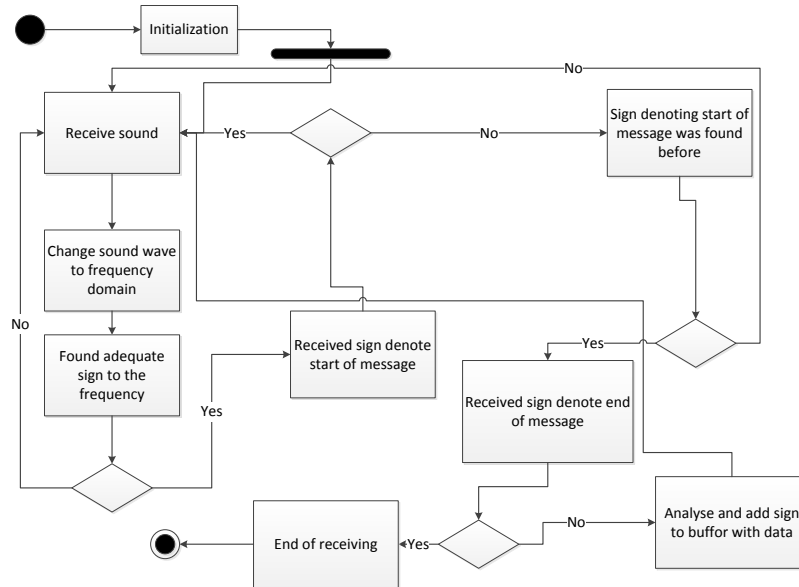 Initialization
No
Receive sound
Yes
No
Sign denoting start of
message was found
before
Change sound wave
to frequency
domain
No
Found adequate
sign to the
frequency
Yes
Received sign denote
start of message
Yes
Received sign denote end
of message
End of receiving
Yes
No
Analyse and add sign
to buffor with data